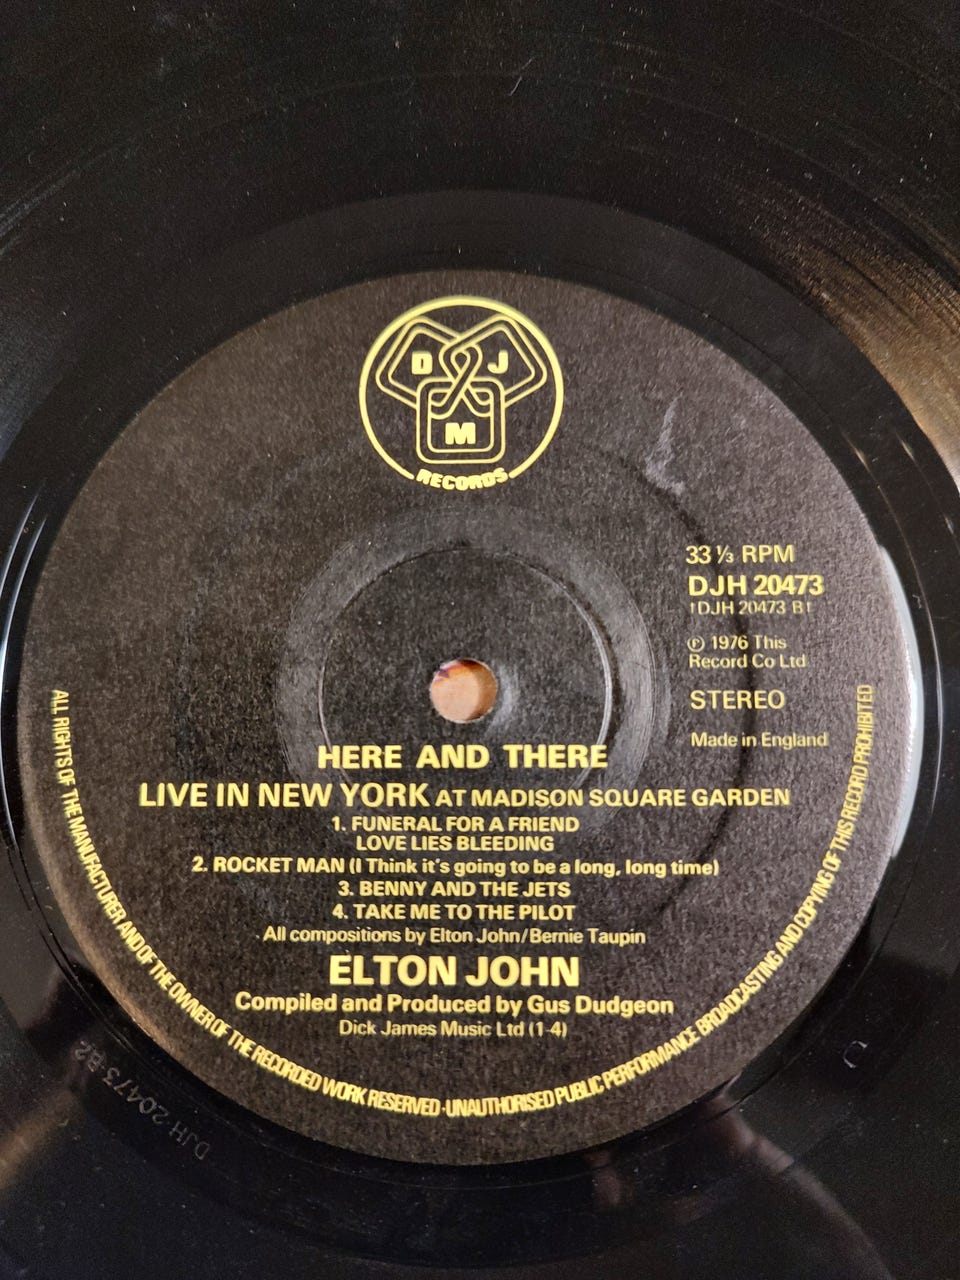 D J
M
RECORDS
33 ⅓ RPM
DJH 20473
↑DJH 20473 B↑
℗ 1976 This
Record Co Ltd
STEREO
Made in England
HERE AND THERE
LIVE IN NEW YORK AT MADISON SQUARE GARDEN
1. FUNERAL FOR A FRIEND
LOVE LIES BLEEDING
2. ROCKET MAN (I Think it's going to be a long, long time)
3. BENNY AND THE JETS
4. TAKE ME TO THE PILOT
All compositions by Elton John/Bernie Taupin
ELTON JOHN
Compiled and Produced by Gus Dudgeon
Dick James Music Ltd (1-4)
ALL RIGHTS OF THE MANUFACTURER AND OF THE OWNER OF THE RECORDED WORK RESERVED · UNAUTHORISED PUBLIC PERFORMANCE BROADCASTING AND COPYING OF THIS RECORD PROHIBITED
DJH 20473 B2